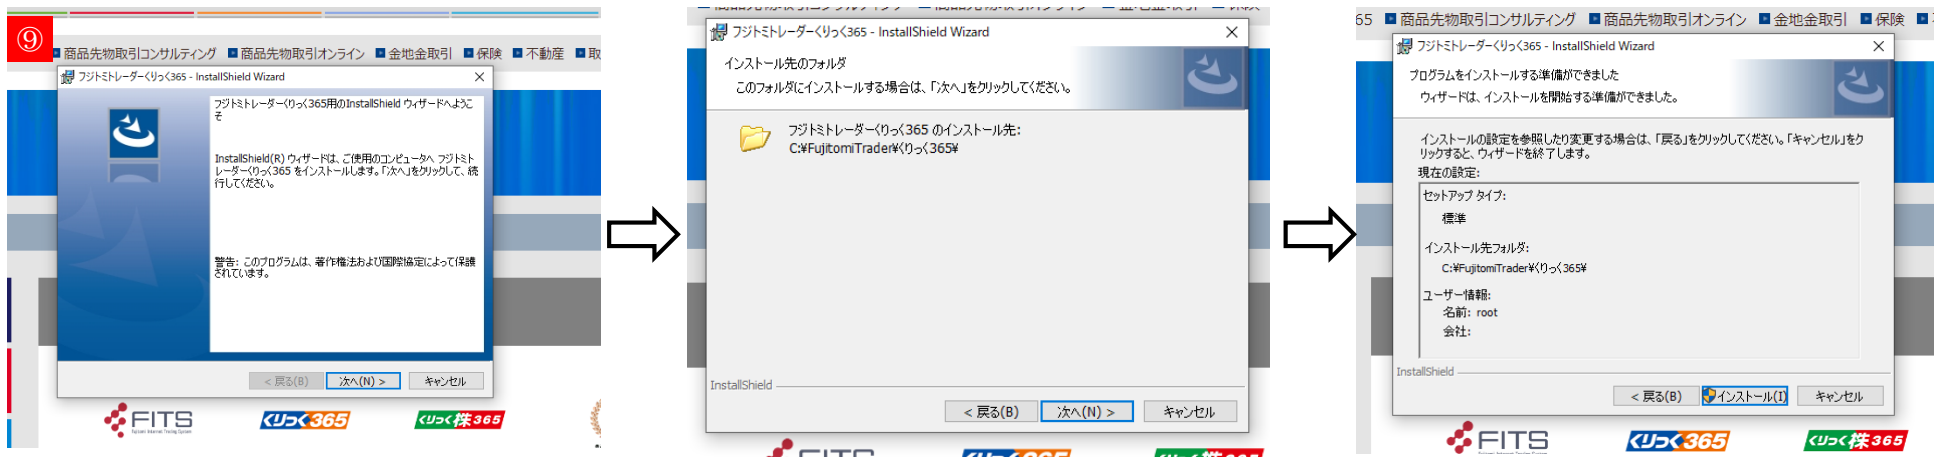 ⑨
商品先物取引コンサルティング 商品先物取引オンライン 金地金取引 保険 不動産 取
フジトミトレーダーくりっく365 - InstallShield Wizard
フジトミトレーダーくりっく365用のInstallShield ウィザードへようこ
そ
InstallShield(R) ウィザードは、ご使用のコンピュータへ フジトミト
レーダーくりっく365 をインストールします。「次へ」をクリックして、続
行してください。
警告: このプログラムは、著作権法および国際協定によって保護
されています。
< 戻る(B) 次へ(N) > キャンセル
FITS くりっく365 くりっく株365
Fujitomi Internet Trading System
フジトミトレーダーくりっく365 - InstallShield Wizard
インストール先のフォルダ
このフォルダにインストールする場合は、「次へ」をクリックしてください。
フジトミトレーダーくりっく365 のインストール先:
C:¥FujitomiTrader¥くりっく365¥
InstallShield
< 戻る(B) 次へ(N) > キャンセル
65 商品先物取引コンサルティング 商品先物取引オンライン 金地金取引 保険
フジトミトレーダーくりっく365 - InstallShield Wizard
プログラムをインストールする準備ができました
ウィザードは、インストールを開始する準備ができました。
インストールの設定を参照したり変更する場合は、「戻る」をクリックしてください。「キャンセル」をク
リックすると、ウィザードを終了します。
現在の設定:
セットアップ タイプ:
標準
インストール先フォルダ:
C:¥FujitomiTrader¥くりっく365¥
ユーザー情報:
名前: root
会社:
InstallShield
< 戻る(B) インストール(I) キャンセル
FITS くりっく365 くりっく株365